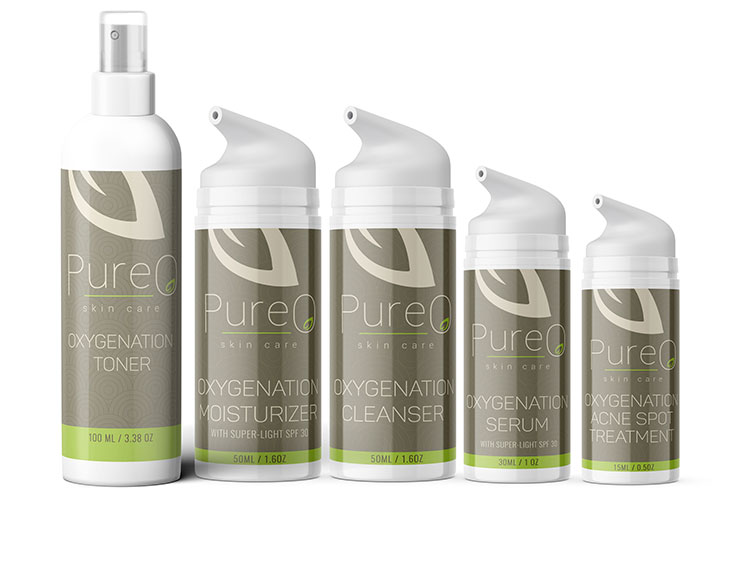 PureO
skin care
OXYGENATION
TONER
100 ML / 3.38 OZ
PureO
skin care
OXYGENATION
MOISTURIZER
WITH SUPER-LIGHT SPF 30
50ML / 1.6OZ
PureO
skin care
OXYGENATION
CLEANSER
50ML / 1.6OZ
PureO
skin care
OXYGENATION
SERUM
WITH SUPER-LIGHT SPF 30
30ML / 1 OZ
PureO
skin care
OXYGENATION
ACNE SPOT
TREATMENT
15ML / 0.5OZ